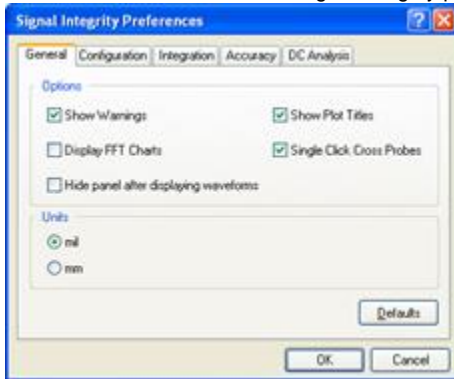 Signal Integrity Preferences
General Configuration Integration Accuracy DC Analysis
Options
Show Warnings Show Plot Titles
Display FFT Charts Single Click Cross Probes
Hide panel after displaying waveforms
Units
mil
mm
Defaults
OK Cancel